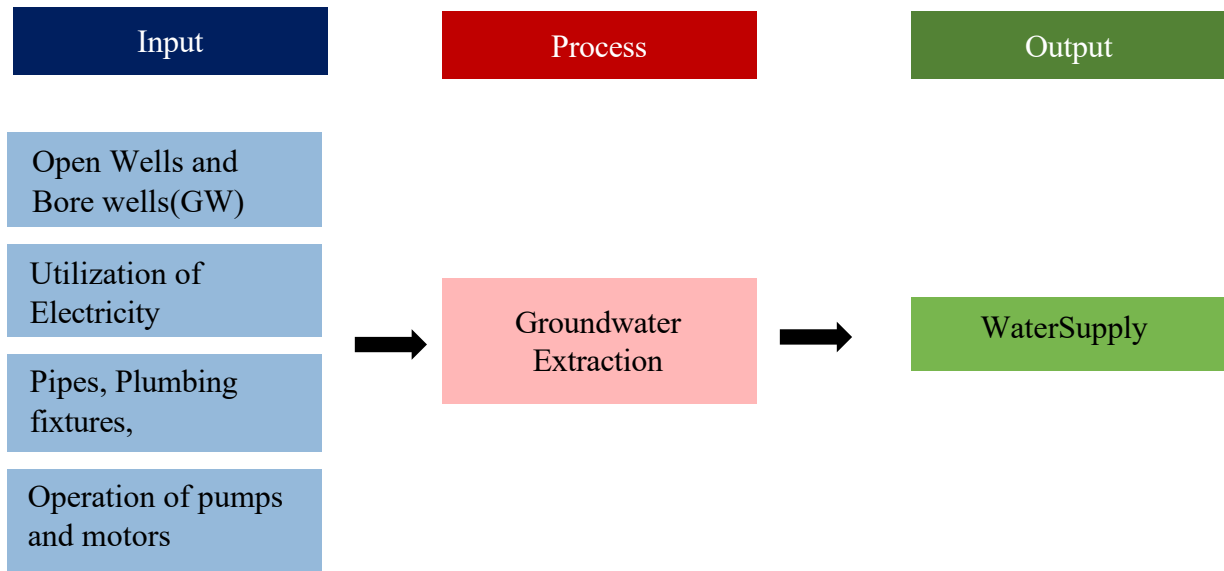 Input
Process
Output
Open Wells and
Bore wells(GW)
Utilization of
Electricity
Pipes, Plumbing
fixtures,
Operation of pumps
and motors
Groundwater
Extraction
WaterSupply